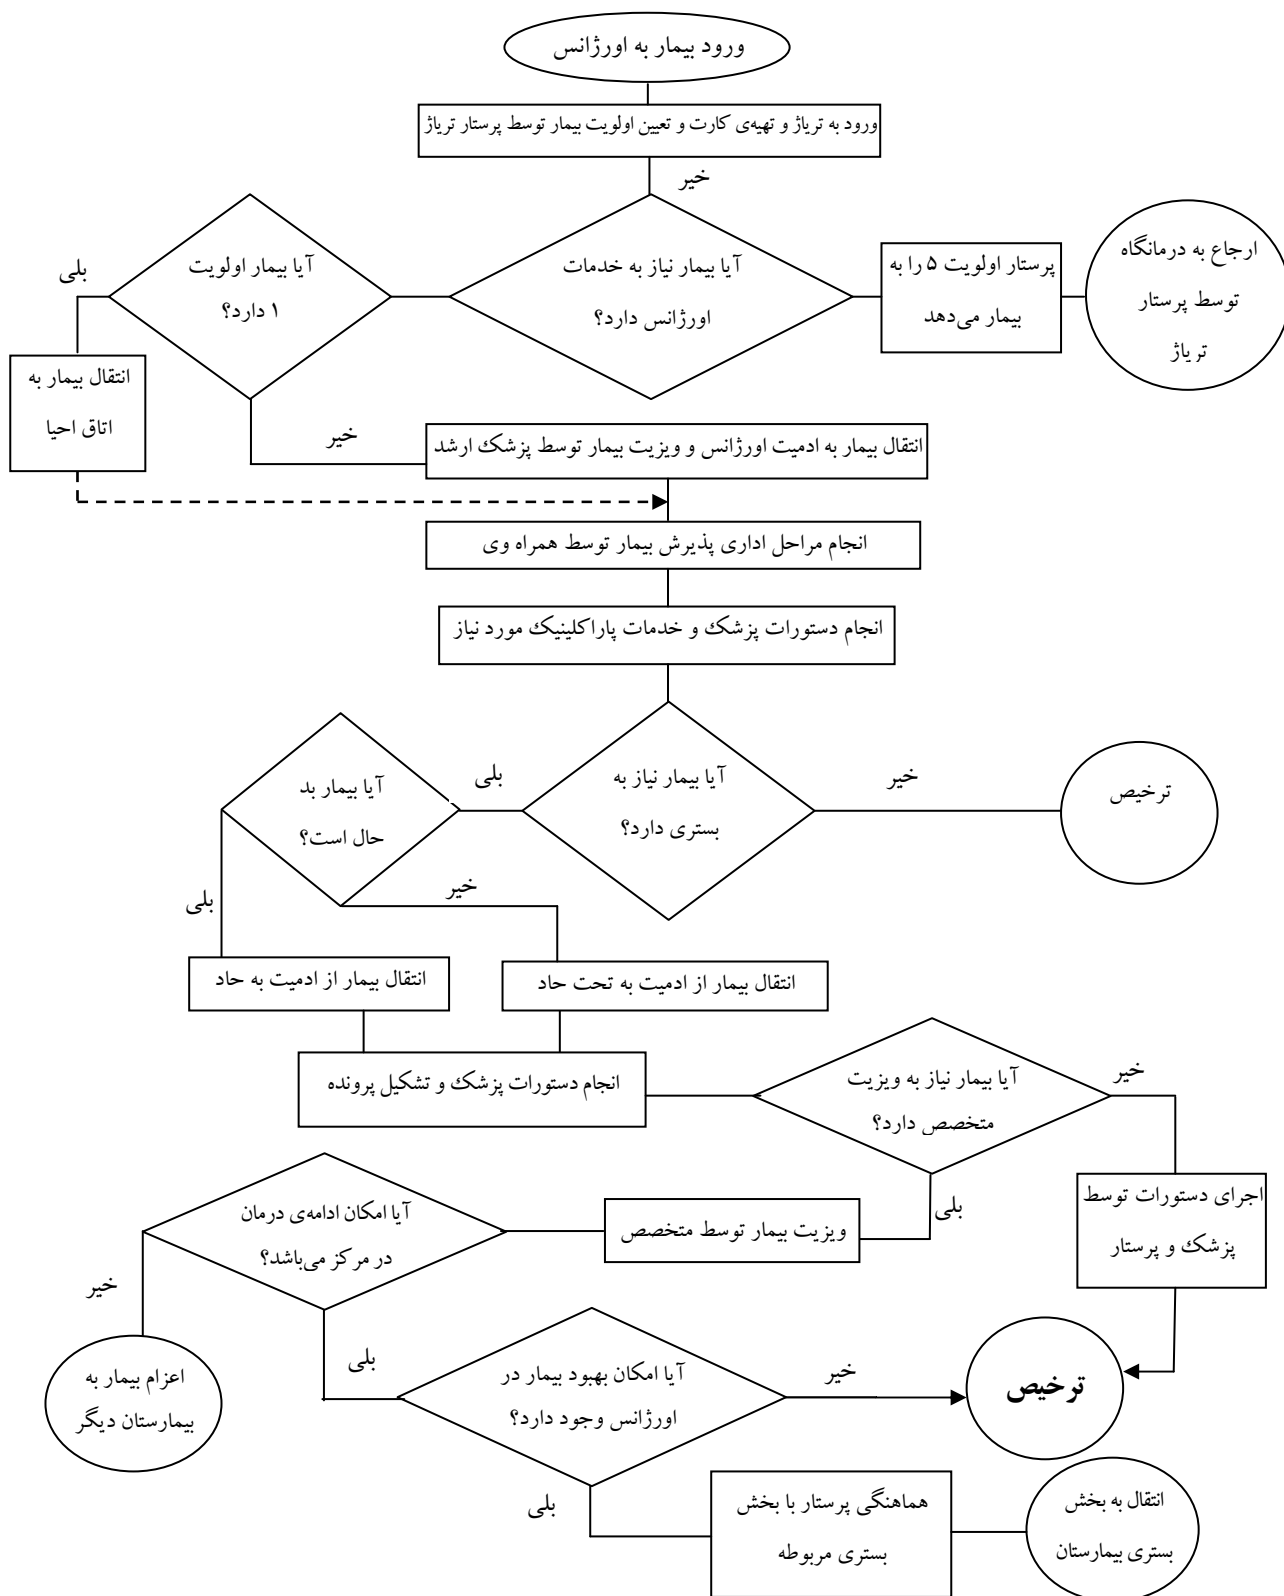 ورود بیمار به اورژانس
ورود به تریاژ و تهیه‌ی کارت و تعیین اولویت بیمار توسط پرستار تریاژ
خیر
ارجاع به درمانگاه
توسط پرستار
تریاژ
پرستار اولویت ۵ را به
بیمار می‌دهد
آیا بیمار نیاز به خدمات
اورژانس دارد؟
آیا بیمار اولویت
۱ دارد؟
بلی
انتقال بیمار به
اتاق احیا
خیر
انتقال بیمار به ادمیت اورژانس و ویزیت بیمار توسط پزشک ارشد
انجام مراحل اداری پذیرش بیمار توسط همراه وی
انجام دستورات پزشک و خدمات پاراکلینیک مورد نیاز
آیا بیمار نیاز به
بستری دارد؟
خیر
ترخیص
بلی
آیا بیمار بد
حال است؟
خیر
بلی
انتقال بیمار از ادمیت به تحت حاد
انتقال بیمار از ادمیت به حاد
انجام دستورات پزشک و تشکیل پرونده
آیا بیمار نیاز به ویزیت
متخصص دارد؟
خیر
اجرای دستورات توسط
پزشک و پرستار
بلی
ویزیت بیمار توسط متخصص
آیا امکان ادامه‌ی درمان
در مرکز می‌باشد؟
خیر
اعزام بیمار به
بیمارستان دیگر
بلی
آیا امکان بهبود بیمار در
اورژانس وجود دارد؟
خیر
ترخیص
بلی
هماهنگی پرستار با بخش
بستری مربوطه
انتقال به بخش
بستری بیمارستان